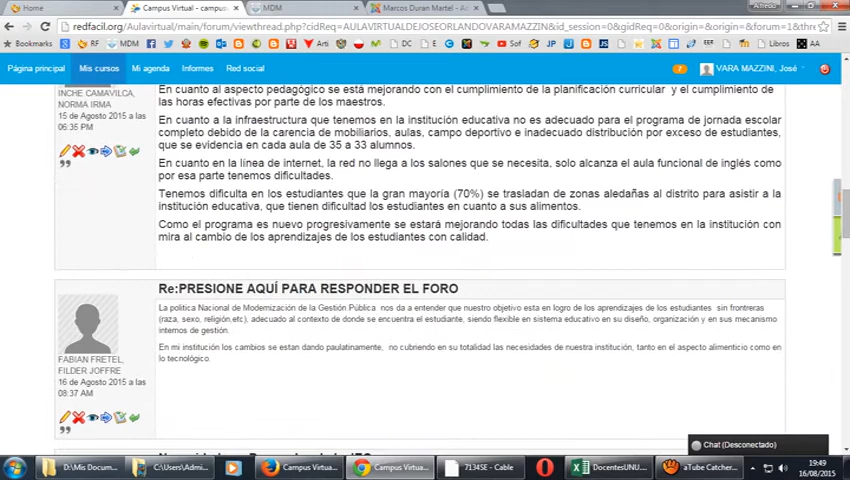 Home
Campus Virtual - campus
MDM
Marcos Duran Martel - A
Alfredo
redfacil.org/Aulavirtual/main/forum/viewthread.php?cidReq=AULAVIRTUALDEJOSEORLANDOVARAMAZZIN&id_session=0&gidReq=0&origin=&origin=&forum=1&thre
Bookmarks RF MDM Arti DC E Sof JS EEF Libros AA
Página principal Mis cursos Mi agenda Informes Red social VARA MAZZINI, José
INCHE CAMAVILCA,
NORMA IRMA
15 de Agosto 2015 a las
06:35 PM
En cuanto al aspecto pedagógico se está mejorando con el cumplimiento de la planificación curricular y el cumplimiento de
las horas efectivas por parte de los maestros.
En cuanto a la infraestructura que tenemos en la institución educativa no es adecuado para el programa de jornada escolar
completo debido de la carencia de mobiliarios, aulas, campo deportivo e inadecuado distribución por exceso de estudiantes,
que se evidencia en cada aula de 35 a 33 alumnos.
En cuanto en la línea de internet, la red no llega a los salones que se necesita, solo alcanza el aula funcional de inglés como
por esa parte tenemos dificultades.
Tenemos dificulta en los estudiantes que la gran mayoría (70%) se trasladan de zonas aledañas al distrito para asistir a la
institución educativa, que tienen dificultad los estudiantes en cuanto a sus alimentos.
Como el programa es nuevo progresivamente se estará mejorando todas las dificultades que tenemos en la institución con
mira al cambio de los aprendizajes de los estudiantes con calidad.
Re:PRESIONE AQUÍ PARA RESPONDER EL FORO
FABIAN FRETEL,
FILDER JOFFRE
16 de Agosto 2015 a las
08:37 AM
La politica Nacional de Modernización de la Gestión Pública nos da a entender que nuestro objetivo esta en logro de los aprendizajes de los estudiantes sin fronteras
(raza, sexo, religión,etc), adecuado al contexto de donde se encuentra el estudiante, siendo flexible en sistema educativo en su diseño, organización y en sus mecanismo
internos de gestión.
En mi institución los cambios se estan dando paulatinamente, no cubriendo en su totalidad las necesidades de nuestra institución, tanto en el aspecto alimenticio como en
lo tecnológico.
Chat (Desconectado)
D:\Mis Docum... C:\Users\Admi... Campus Virtua... Campus Virtua... 7134SE - Cable DocentesUNU... aTube Catcher...
19:49
16/08/2015